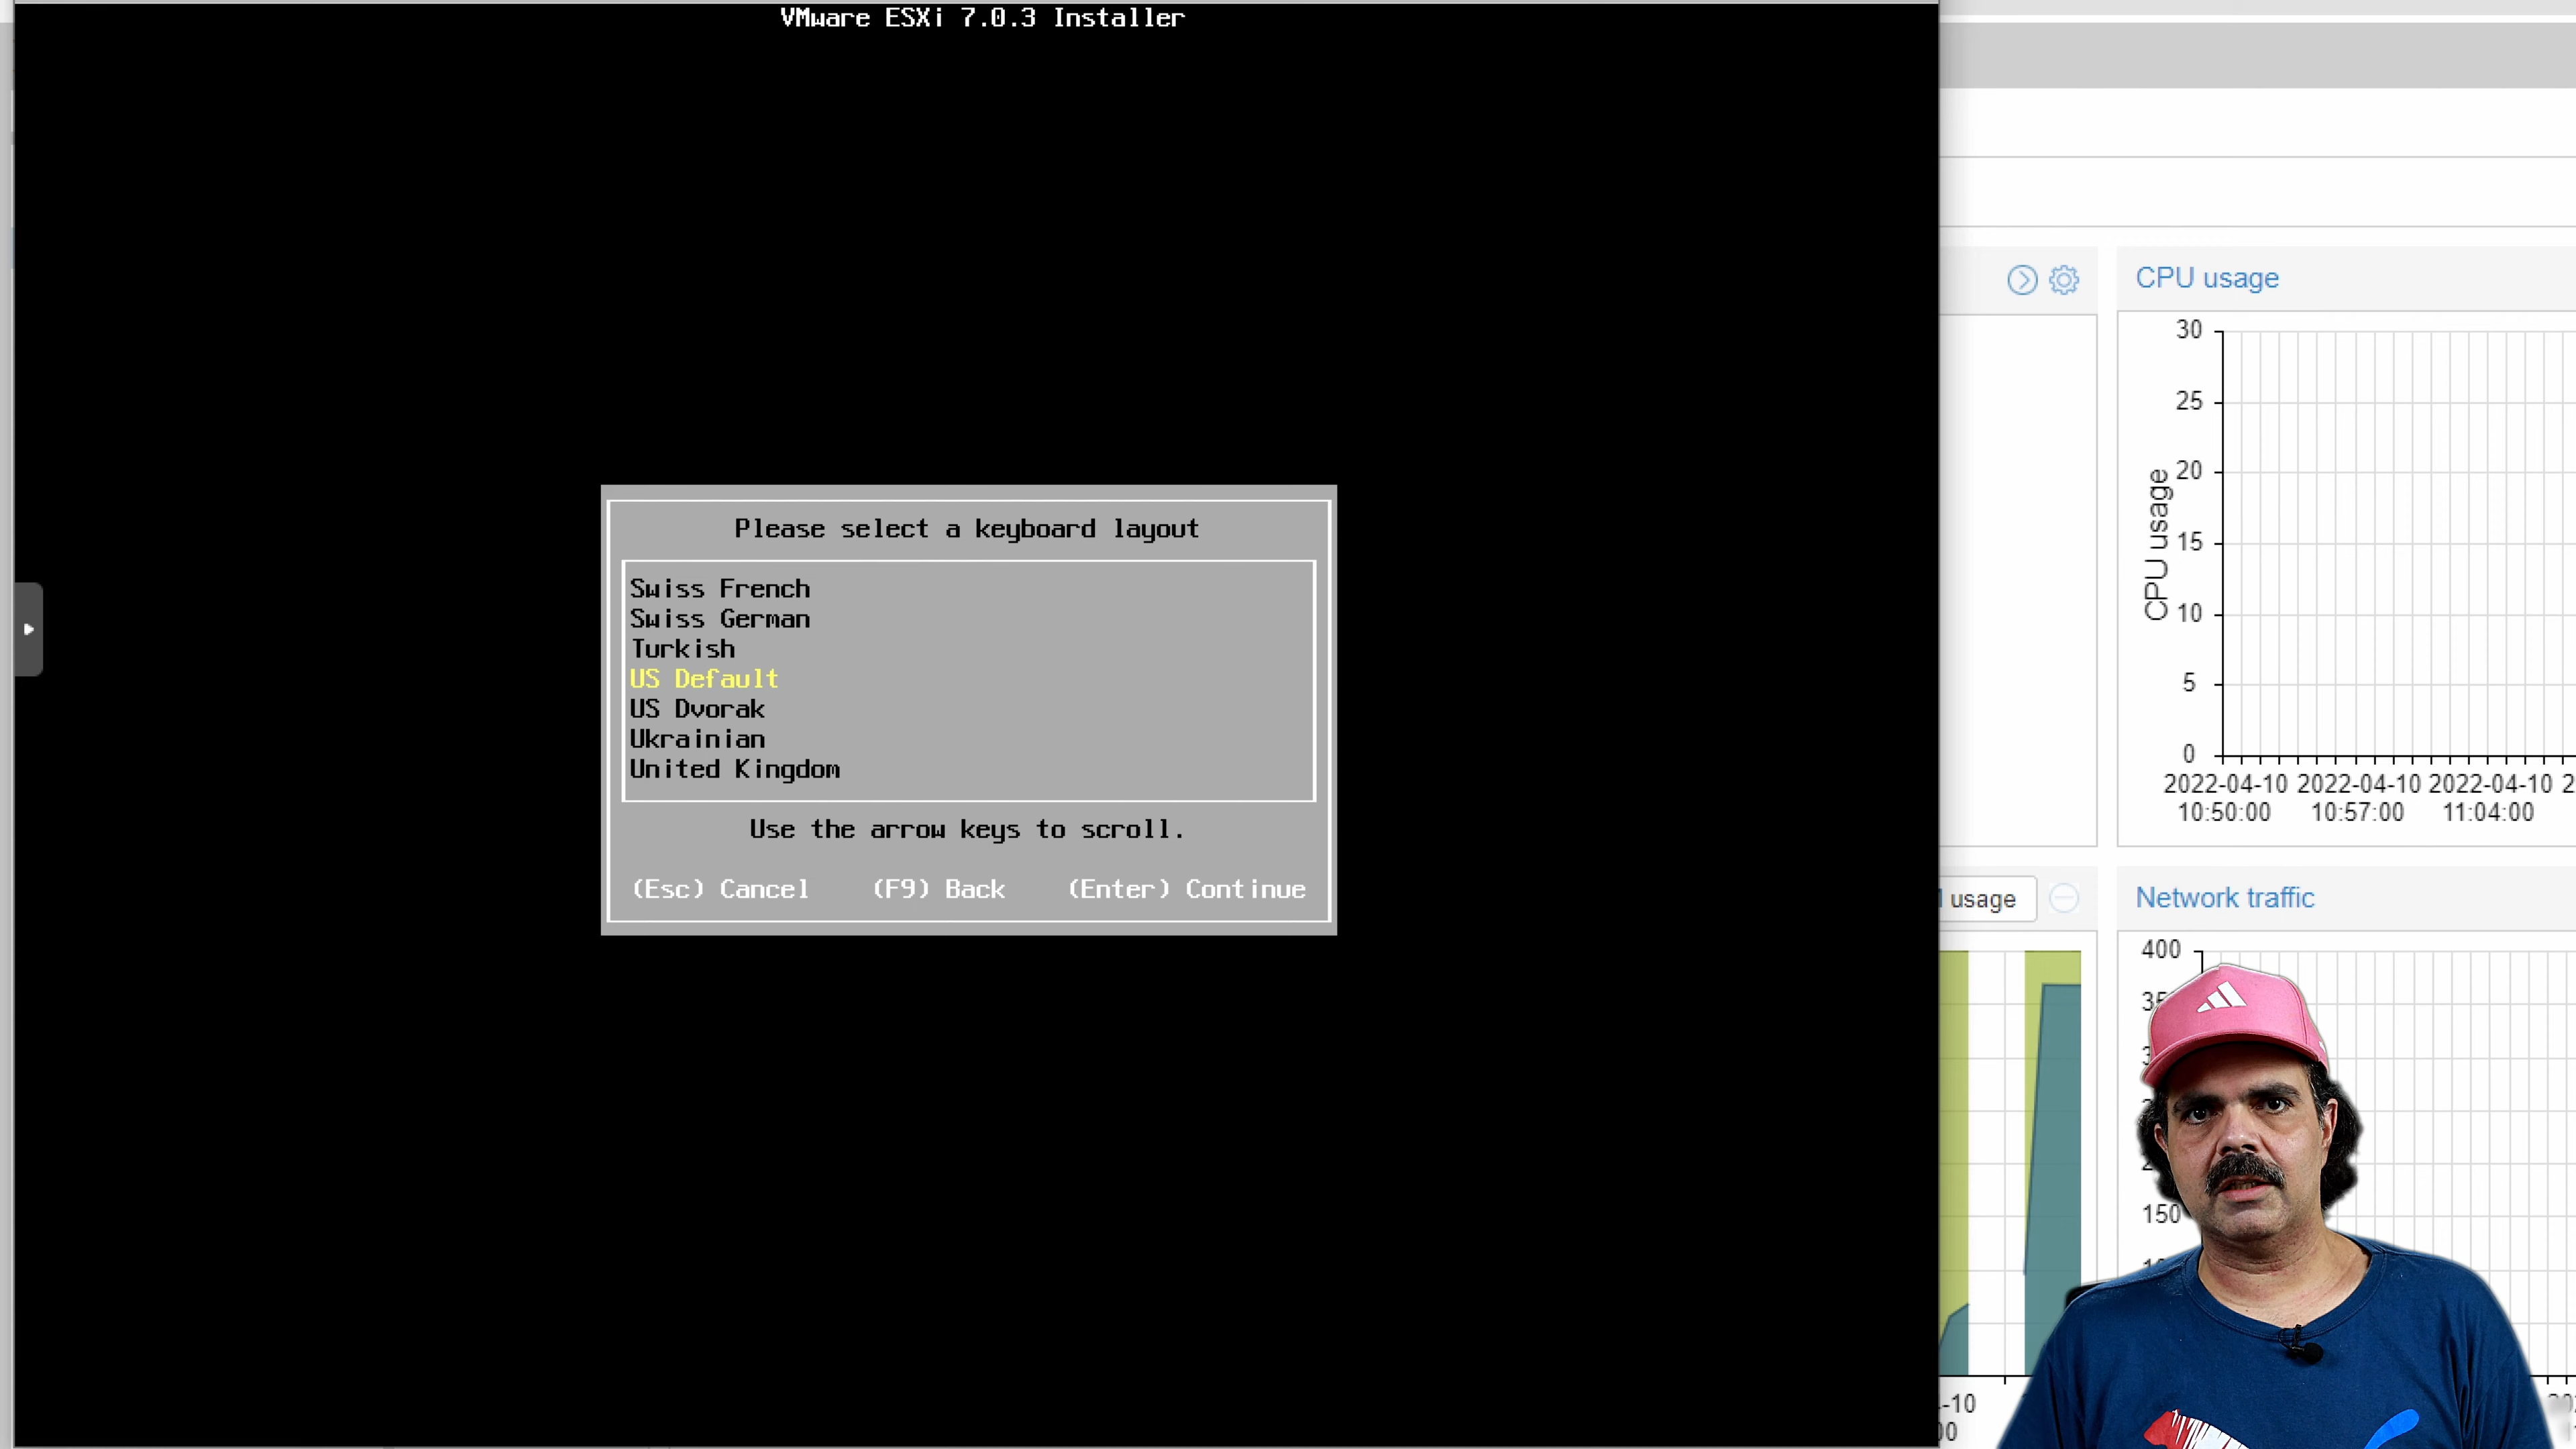 VMware ESXi 7.0.3 Installer
Please select a keyboard layout
Swiss French
Swiss German
Turkish
US Default
US Dvorak
Ukrainian
United Kingdom
Use the arrow keys to scroll.
(Esc) Cancel (F9) Back (Enter) Continue
CPU usage
CPU usage
30
25
20
15
10
5
0
2022-04-10 2022-04-10 2022-04-10
10:50:00 10:57:00 11:04:00
usage
Network traffic
400
150
-10